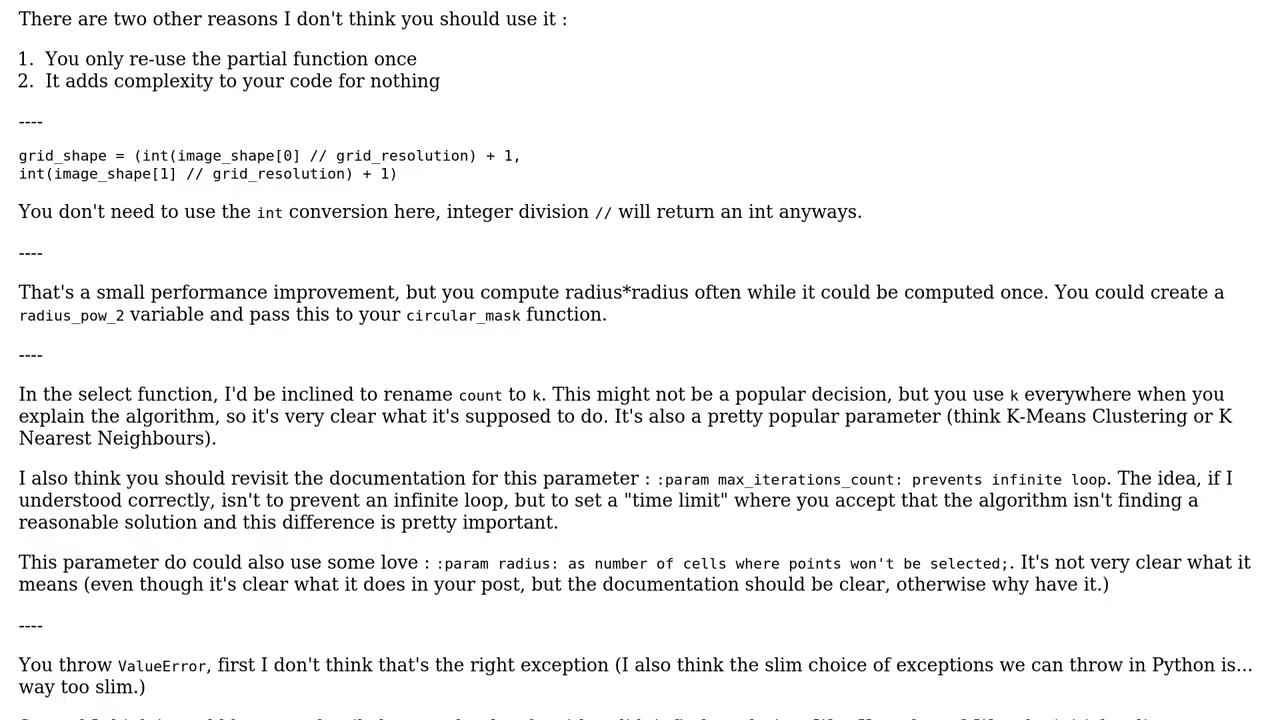 There are two other reasons I don't think you should use it :
1. You only re-use the partial function once
2. It adds complexity to your code for nothing
----
grid_shape = (int(image_shape[0] // grid_resolution) + 1,
int(image_shape[1] // grid_resolution) + 1)
You don't need to use the int conversion here, integer division // will return an int anyways.
----
That's a small performance improvement, but you compute radius*radius often while it could be computed once. You could create a
radius_pow_2 variable and pass this to your circular_mask function.
----
In the select function, I'd be inclined to rename count to k. This might not be a popular decision, but you use k everywhere when you
explain the algorithm, so it's very clear what it's supposed to do. It's also a pretty popular parameter (think K-Means Clustering or K
Nearest Neighbours).
I also think you should revisit the documentation for this parameter : :param max_iterations_count: prevents infinite loop. The idea, if I
understood correctly, isn't to prevent an infinite loop, but to set a "time limit" where you accept that the algorithm isn't finding a
reasonable solution and this difference is pretty important.
This parameter do could also use some love : :param radius: as number of cells where points won't be selected;. It's not very clear what it
means (even though it's clear what it does in your post, but the documentation should be clear, otherwise why have it.)
----
You throw ValueError, first I don't think that's the right exception (I also think the slim choice of exceptions we can throw in Python is...
way too slim.)